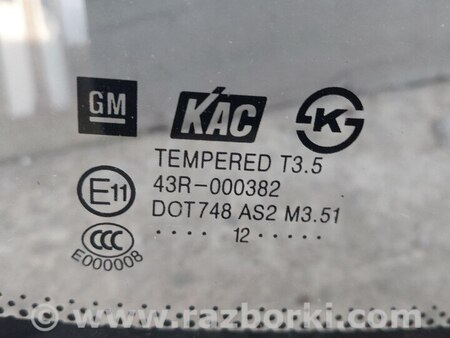 GM KAC K
TEMPERED T3.5
E11 43R-000382
DOT748 AS2 M3.51
CCC
E000008
..... 12 .....
© www.razborki.com